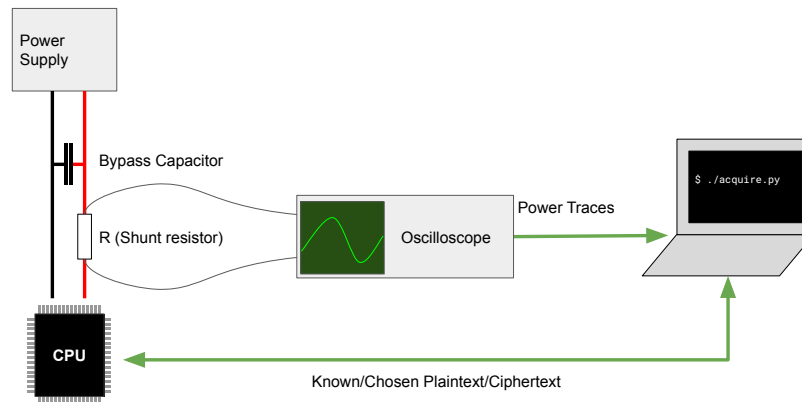 Power
Supply
Bypass Capacitor
R (Shunt resistor)
Oscilloscope
Power Traces
$ ./acquire.py
CPU
Known/Chosen Plaintext/Ciphertext